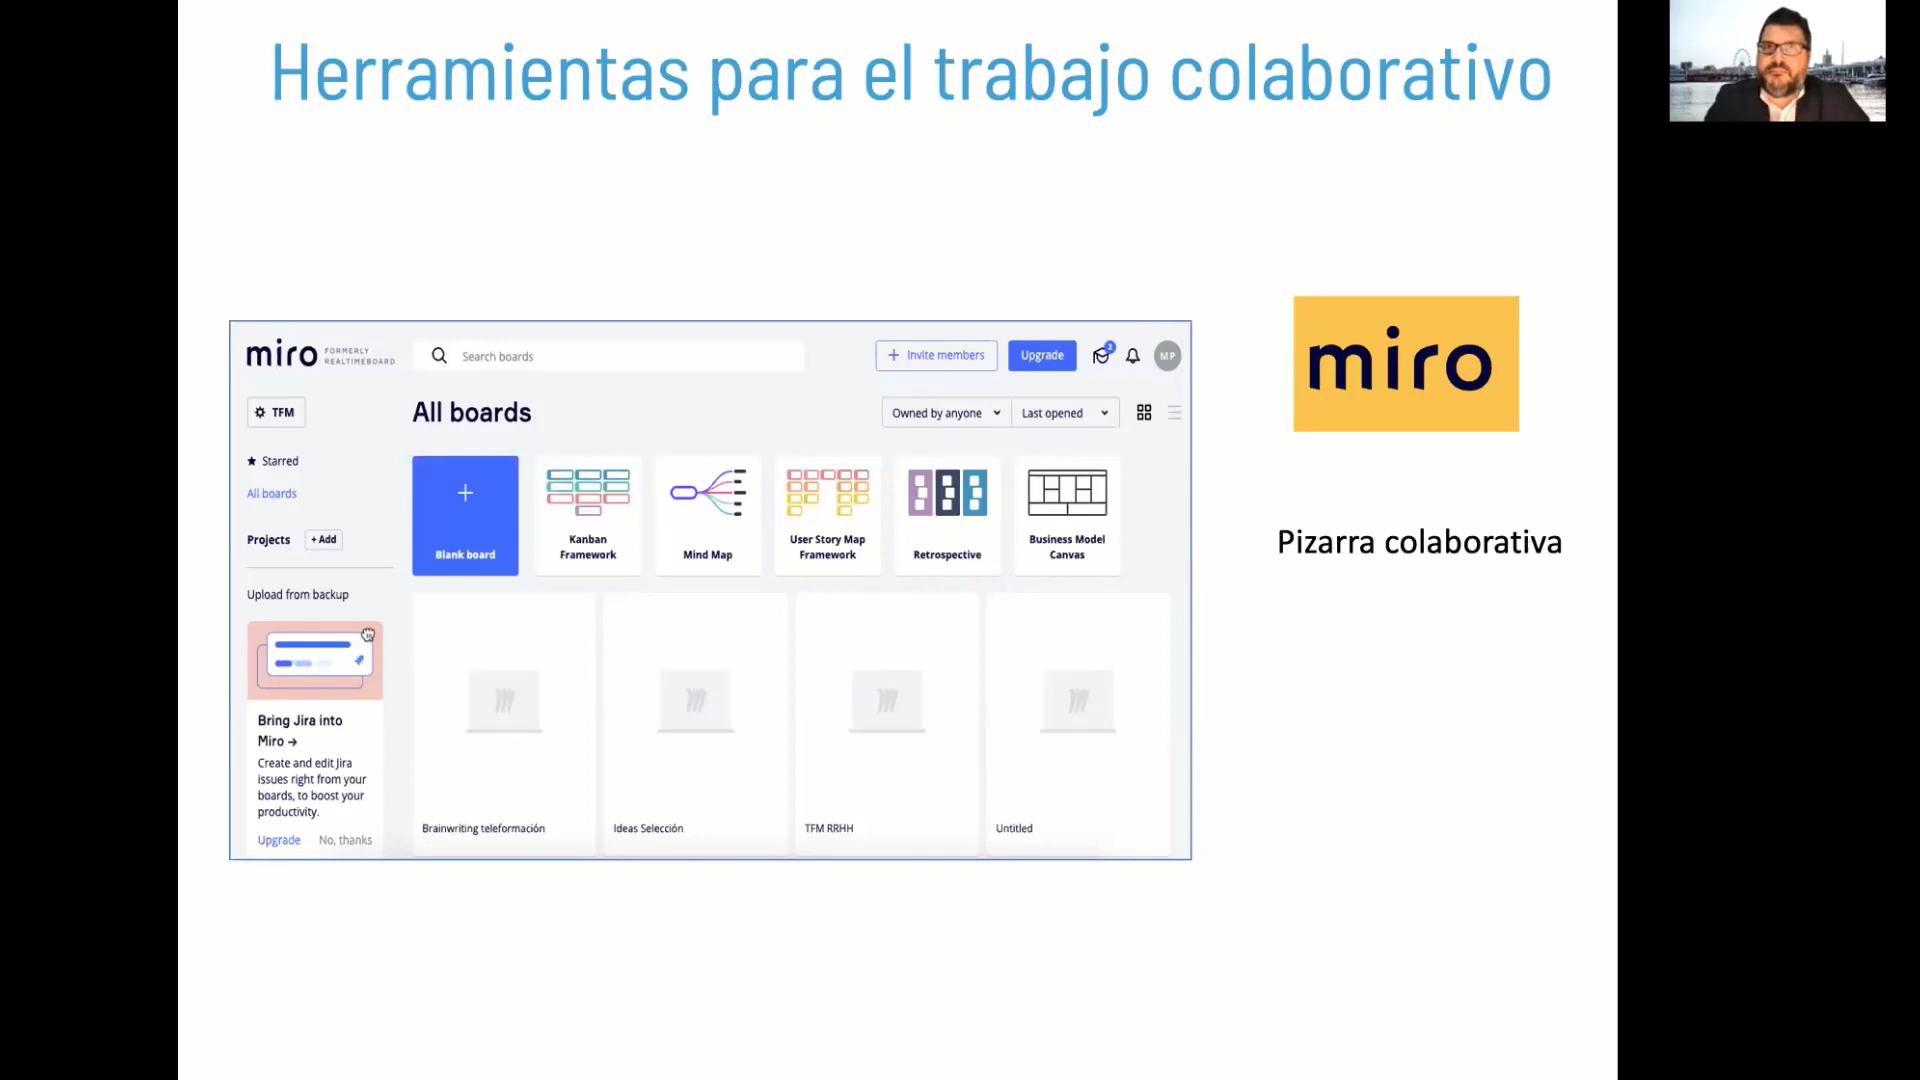 Herramientas para el trabajo colaborativo
miro FORMERLY
REALTIMEBOARD
Search boards
+ Invite members
Upgrade
2
MP
TFM
All boards
Owned by anyone
Last opened
Starred
All boards
Projects
+ Add
Upload from backup
+
Blank board
Kanban
Framework
Mind Map
User Story Map
Framework
Retrospective
Business Model
Canvas
Bring Jira into
Miro →
Create and edit Jira
issues right from your
boards, to boost your
productivity.
Upgrade No, thanks
Brainwriting teleformación
Ideas Selección
TFM RRHH
Untitled
miro
Pizarra colaborativa